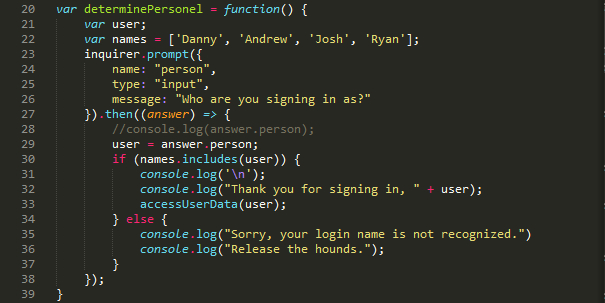 20 var determinePersonel = function() {
21     var user;
22     var names = ['Danny', 'Andrew', 'Josh', 'Ryan'];
23     inquirer.prompt({
24         name: "person",
25         type: "input",
26         message: "Who are you signing in as?"
27     }).then((answer) => {
28         //console.log(answer.person);
29         user = answer.person;
30         if (names.includes(user)) {
31             console.log('\n');
32             console.log("Thank you for signing in, " + user);
33             accessUserData(user);
34         } else {
35             console.log("Sorry, your login name is not recognized.")
36             console.log("Release the hounds.");
37         }
38     });
39 }